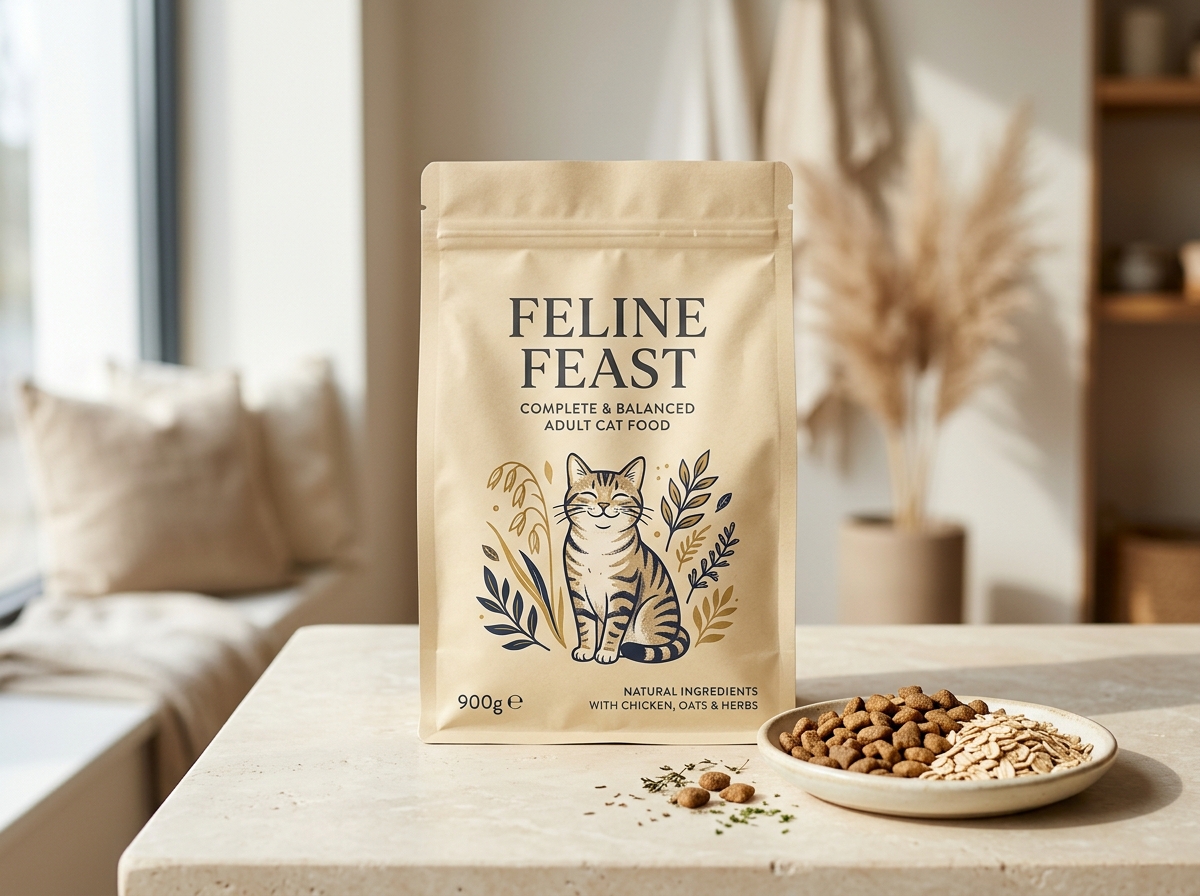 FELINE
FEAST
COMPLETE & BALANCED
ADULT CAT FOOD
900g ℮
NATURAL INGREDIENTS
WITH CHICKEN, OATS & HERBS